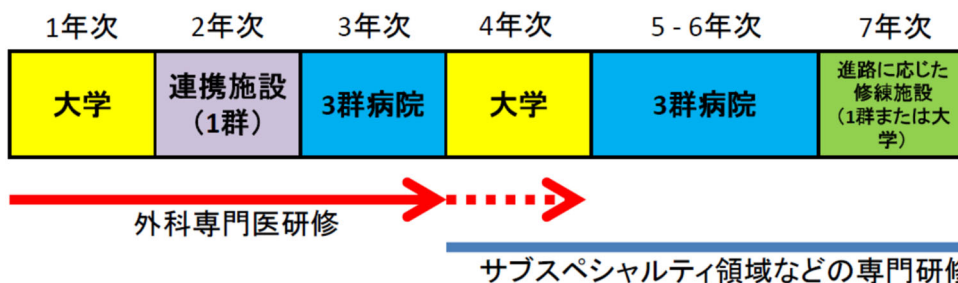 1年次 2年次 3年次 4年次 5 - 6年次 7年次
大学
連携施設
（1群）
3群病院
大学
3群病院
進路に応じた
修練施設
（1群または大
学）
外科専門医研修
サブスペシャルティ領域などの専門研修